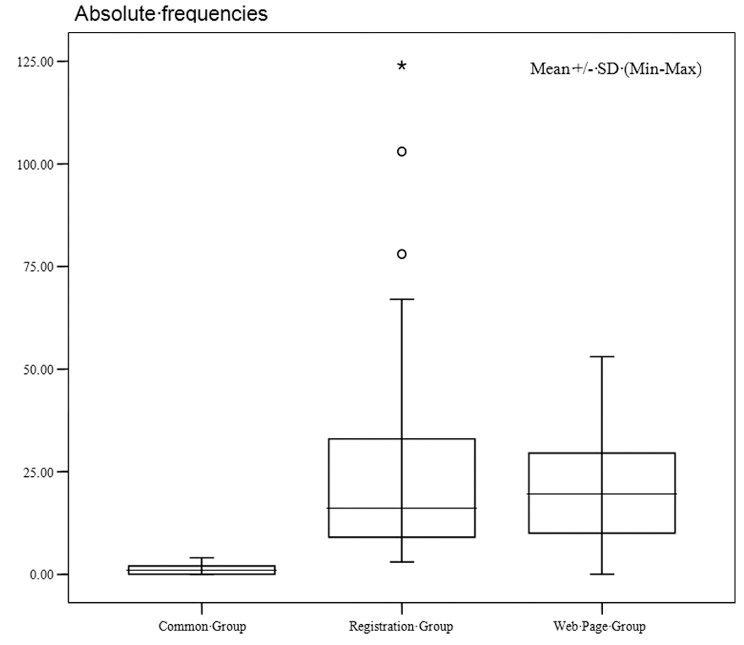 Absolute·frequencies
125.00
Mean·+/-·SD·(Min-Max)
100.00
75.00
50.00
25.00
0.00
Common·Group
Registration·Group
Web·Page·Group